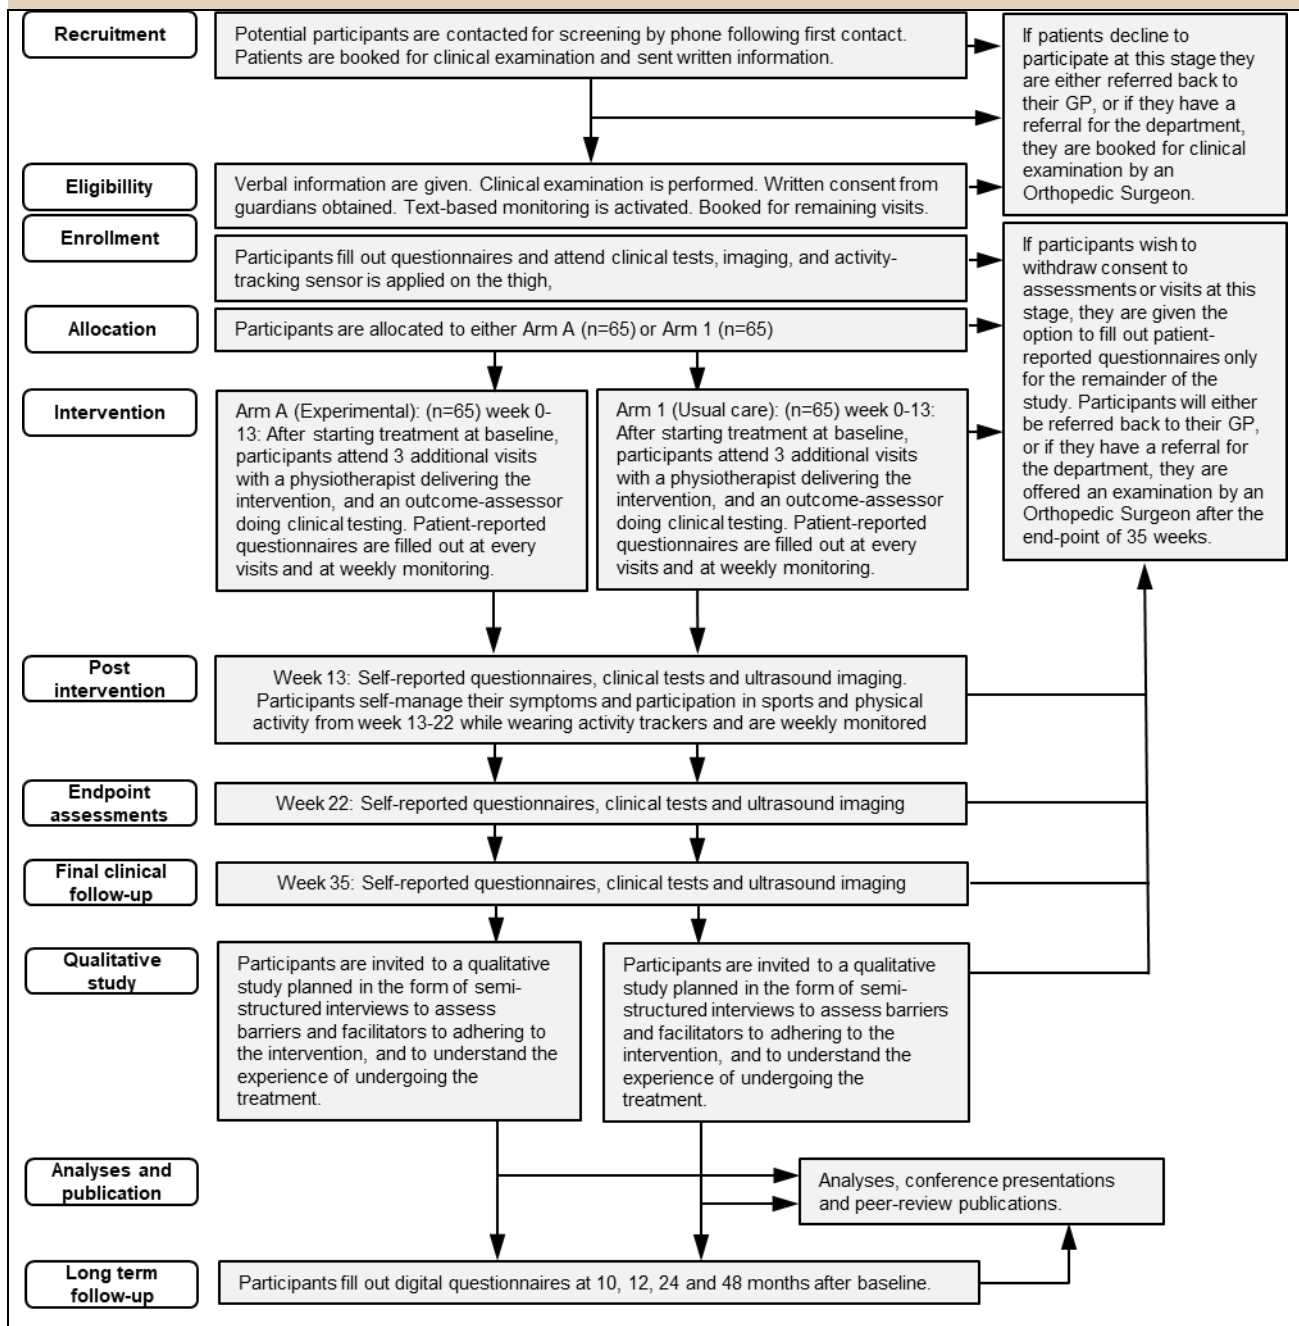 Recruitment
Potential participants are contacted for screening by phone following first contact.
Patients are booked for clinical examination and sent written information.
If patients decline to
participate at this stage they
are either referred back to
their GP, or if they have a
referral for the department,
they are booked for clinical
examination by an
Orthopedic Surgeon.
Eligibillity
Verbal information are given. Clinical examination is performed. Written consent from
guardians obtained. Text-based monitoring is activated. Booked for remaining visits.
Enrollment
Participants fill out questionnaires and attend clinical tests, imaging, and activity-
tracking sensor is applied on the thigh,
If participants wish to
withdraw consent to
assessments or visits at this
stage, they are given the
option to fill out patient-
reported questionnaires only
for the remainder of the
study. Participants will either
be referred back to their GP,
or if they have a referral for
the department, they are
offered an examination by an
Orthopedic Surgeon after the
end-point of 35 weeks.
Allocation
Participants are allocated to either Arm A (n=65) or Arm 1 (n=65)
Intervention
Arm A (Experimental): (n=65) week 0-
13: After starting treatment at baseline,
participants attend 3 additional visits
with a physiotherapist delivering the
intervention, and an outcome-assessor
doing clinical testing. Patient-reported
questionnaires are filled out at every
visits and at weekly monitoring.
Arm 1 (Usual care): (n=65) week 0-13:
After starting treatment at baseline,
participants attend 3 additional visits
with a physiotherapist delivering the
intervention, and an outcome-assessor
doing clinical testing. Patient-reported
questionnaires are filled out at every
visits and at weekly monitoring.
Post
intervention
Week 13: Self-reported questionnaires, clinical tests and ultrasound imaging.
Participants self-manage their symptoms and participation in sports and physical
activity from week 13-22 while wearing activity trackers and are weekly monitored
Endpoint
assessments
Week 22: Self-reported questionnaires, clinical tests and ultrasound imaging
Final clinical
follow-up
Week 35: Self-reported questionnaires, clinical tests and ultrasound imaging
Qualitative
study
Participants are invited to a qualitative
study planned in the form of semi-
structured interviews to assess
barriers and facilitators to adhering to
the intervention, and to understand the
experience of undergoing the
treatment.
Participants are invited to a qualitative
study planned in the form of semi-
structured interviews to assess barriers
and facilitators to adhering to the
intervention, and to understand the
experience of undergoing the
treatment.
Analyses and
publication
Analyses, conference presentations
and peer-review publications.
Long term
follow-up
Participants fill out digital questionnaires at 10, 12, 24 and 48 months after baseline.